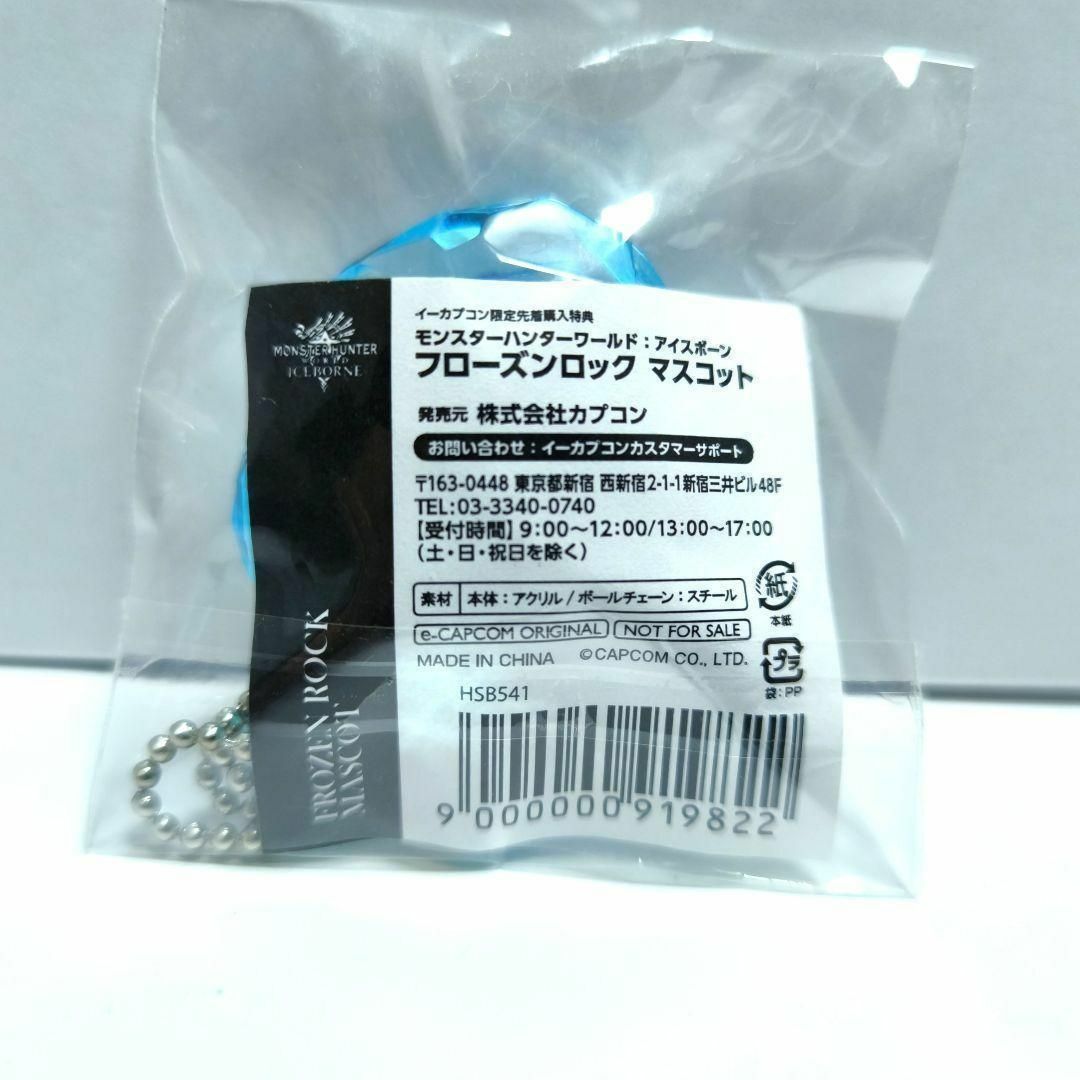 MONSTER HUNTER
WORLD
ICEBORNE
FROZEN ROCK
MASCOT
イーカプコン限定先着購入特典
モンスターハンターワールド：アイスボーン
フローズンロック マスコット
発売元 株式会社カプコン
お問い合わせ：イーカプコンカスタマーサポート
〒163-0448 東京都新宿 西新宿2-1-1新宿三井ビル48F
TEL:03-3340-0740
【受付時間】9:00～12:00/13:00～17:00
（土・日・祝日を除く）
素材 本体：アクリル / ボールチェーン：スチール
紙
本紙
e-CAPCOM ORIGINAL NOT FOR SALE
MADE IN CHINA ©CAPCOM CO., LTD.
プラ
袋：PP
HSB541
9 000000 919822